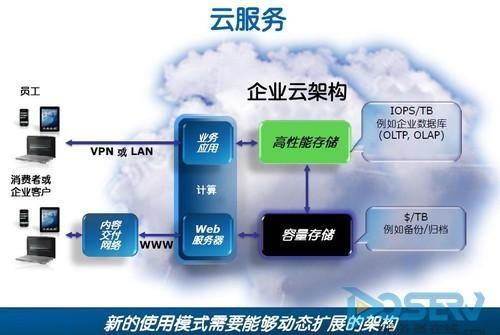 云服务
企业云架构
员工
VPN 或 LAN
消费者或
企业客户
内容
交付
网络
WWW
业务
应用
计算
Web
服务器
高性能存储
容量存储
IOPS/TB
例如企业数据库
(OLTP, OLAP)
$/TB
例如备份/归档
新的使用模式需要能够动态扩展的架构
DOSERV